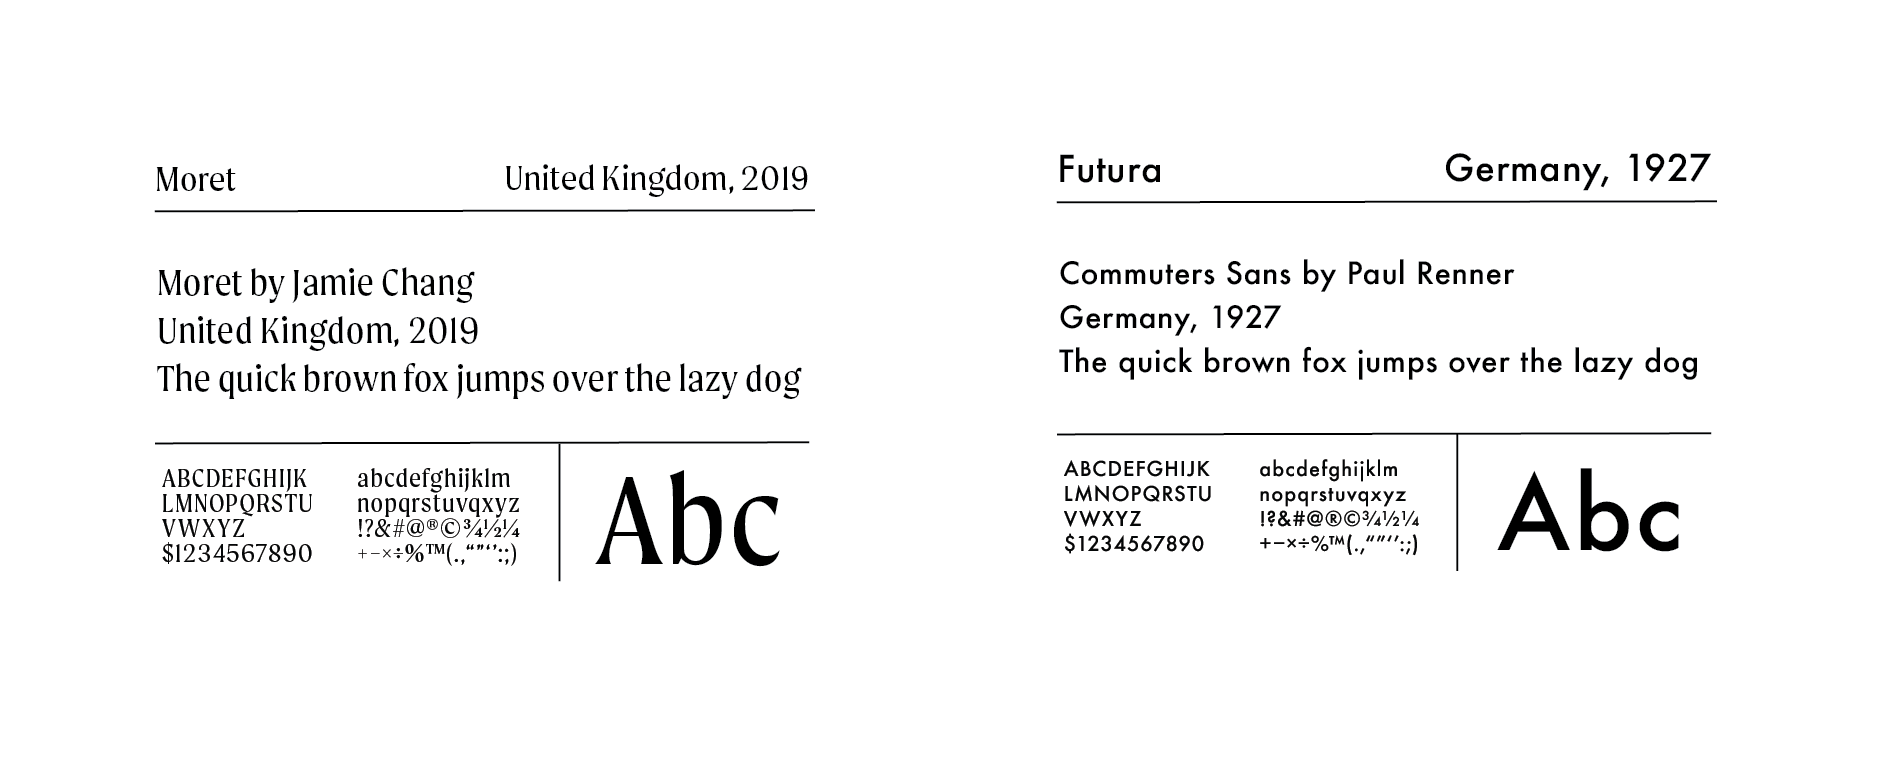 Moret
United Kingdom, 2019
Moret by Jamie Chang
United Kingdom, 2019
The quick brown fox jumps over the lazy dog
ABCDEFGHIJK
LMNOPQRSTU
VWXYZ
$1234567890
abcdefghijklm
nopqrstuvqxyz
!?&#@®©¾½¼
+−×÷%™(.,“”‘’:;)
Abc
Futura
Germany, 1927
Commuters Sans by Paul Renner
Germany, 1927
The quick brown fox jumps over the lazy dog
ABCDEFGHIJK
LMNOPQRSTU
VWXYZ
$1234567890
abcdefghijklm
nopqrstuvqxyz
!?&#@®©¾½¼
+−×÷%™(.,“”‘’:;)
Abc